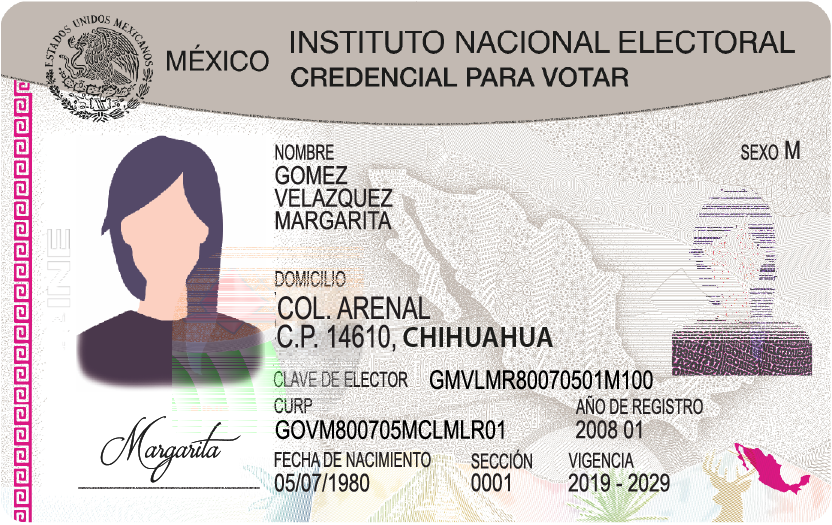 ESTADOS UNIDOS MEXICANOS
MÉXICO
INSTITUTO NACIONAL ELECTORAL
CREDENCIAL PARA VOTAR
NOMBRE
GOMEZ
VELAZQUEZ
MARGARITA
SEXO M
INE
DOMICILIO
COL. ARENAL
C.P. 14610, CHIHUAHUA
CLAVE DE ELECTOR GMVLMR80070501M100
CURP
GOVM800705MCLMLR01
AÑO DE REGISTRO
2008 01
Margarita
FECHA DE NACIMIENTO
05/07/1980
SECCIÓN
0001
VIGENCIA
2019 - 2029